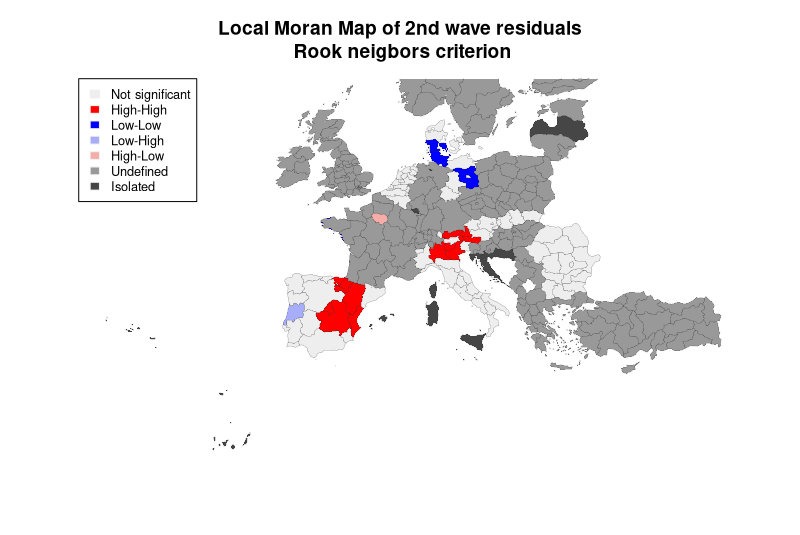 Local Moran Map of 2nd wave residuals
Rook neigbors criterion
Not significant
High-High
Low-Low
Low-High
High-Low
Undefined
Isolated